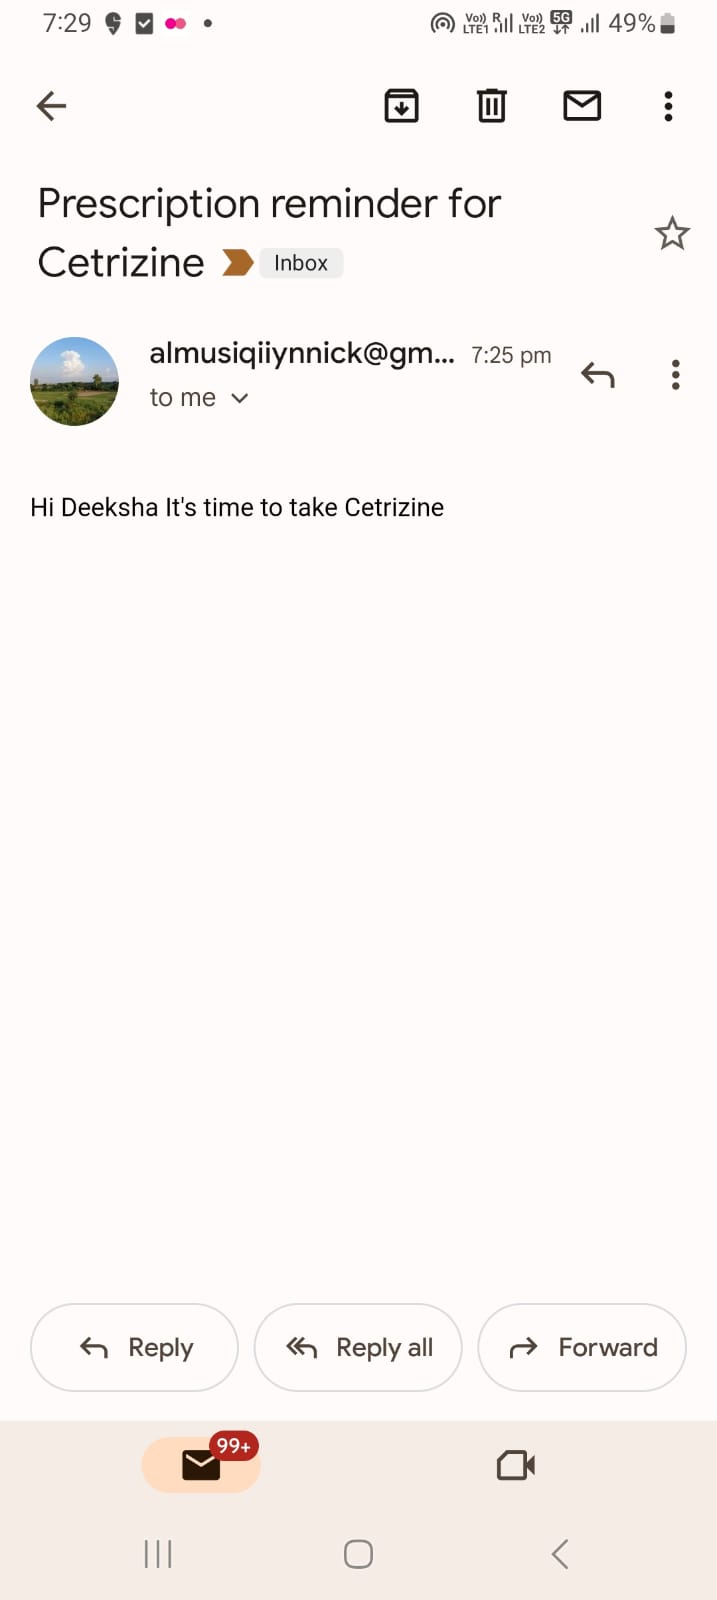 7:29
Vo)) R Vo)) 5G 49%
LTE1 LTE2
Prescription reminder for
Cetrizine Inbox
almusiqiiynnick@gm... 7:25 pm
to me
Hi Deeksha It's time to take Cetrizine
Reply Reply all Forward
99+